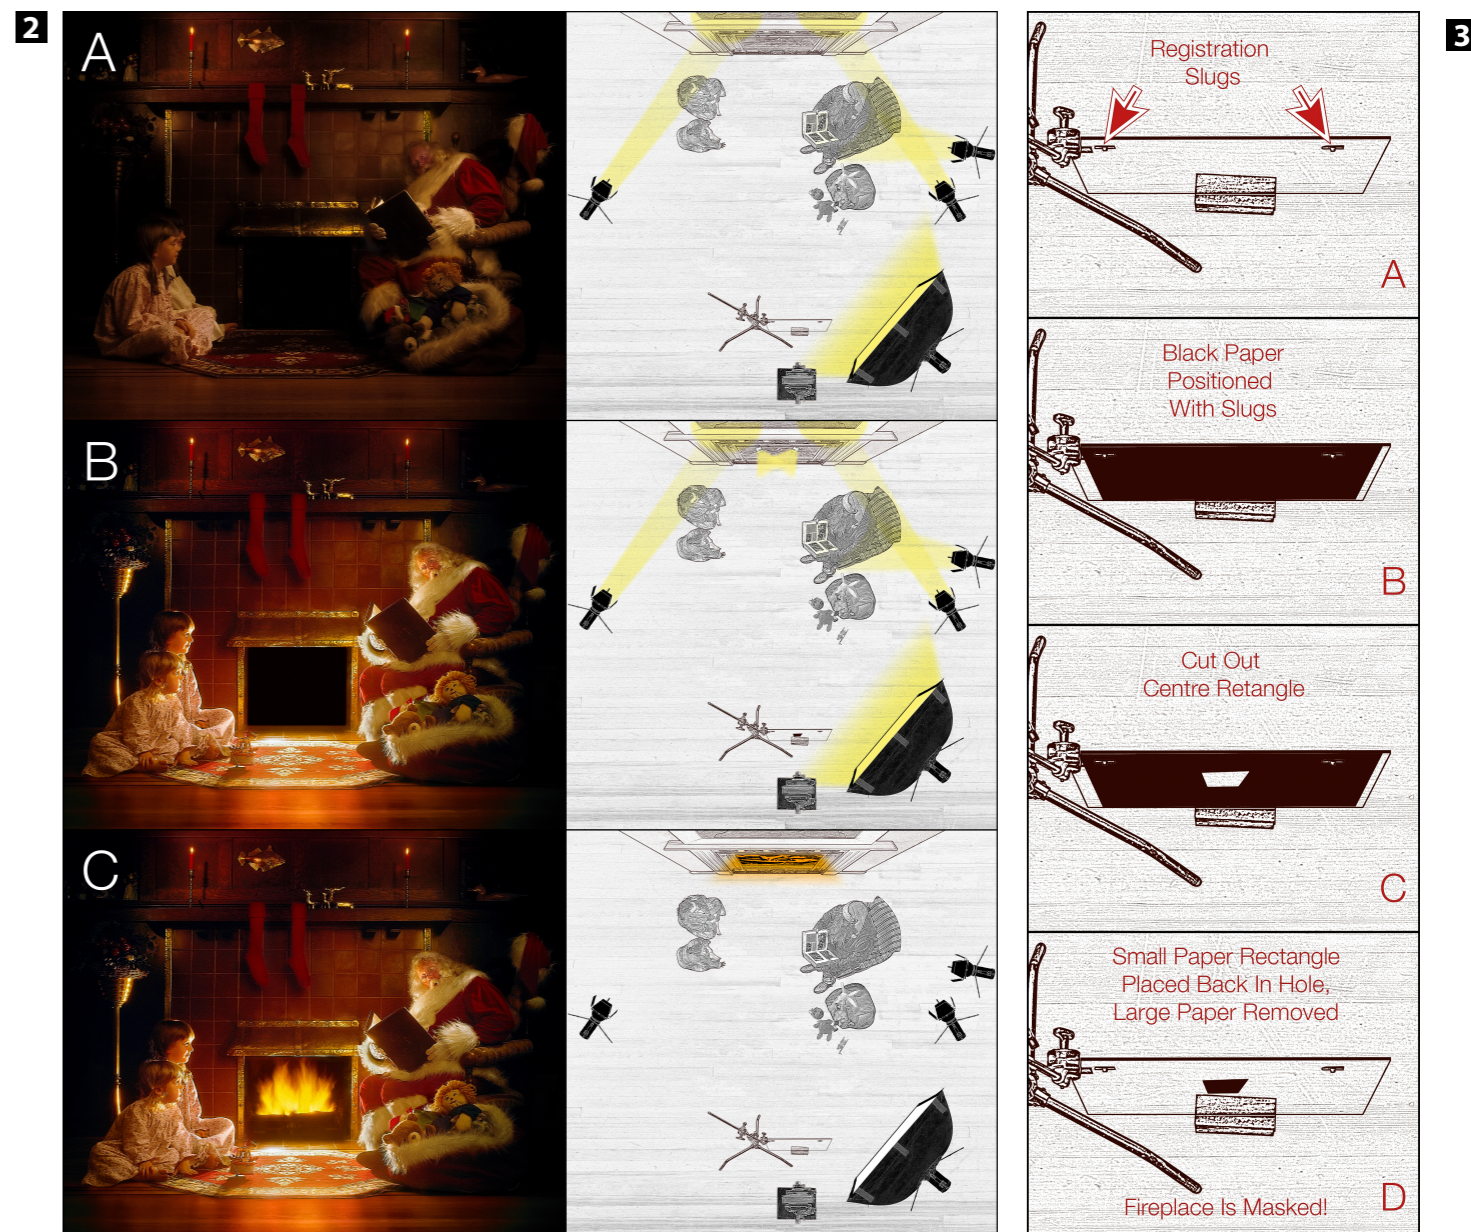 2
A
B
C
3
Registration
Slugs
A
Black Paper
Positioned
With Slugs
B
Cut Out
Centre Retangle
C
Small Paper Rectangle
Placed Back In Hole,
Large Paper Removed
Fireplace Is Masked!
D